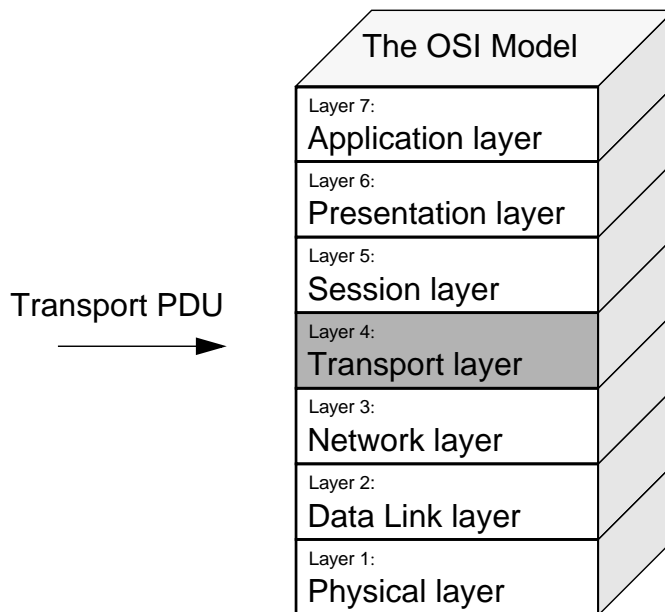 The OSI Model
Layer 7:
Application layer
Layer 6:
Presentation layer
Layer 5:
Session layer
Transport PDU
Layer 4:
Transport layer
Layer 3:
Network layer
Layer 2:
Data Link layer
Layer 1:
Physical layer